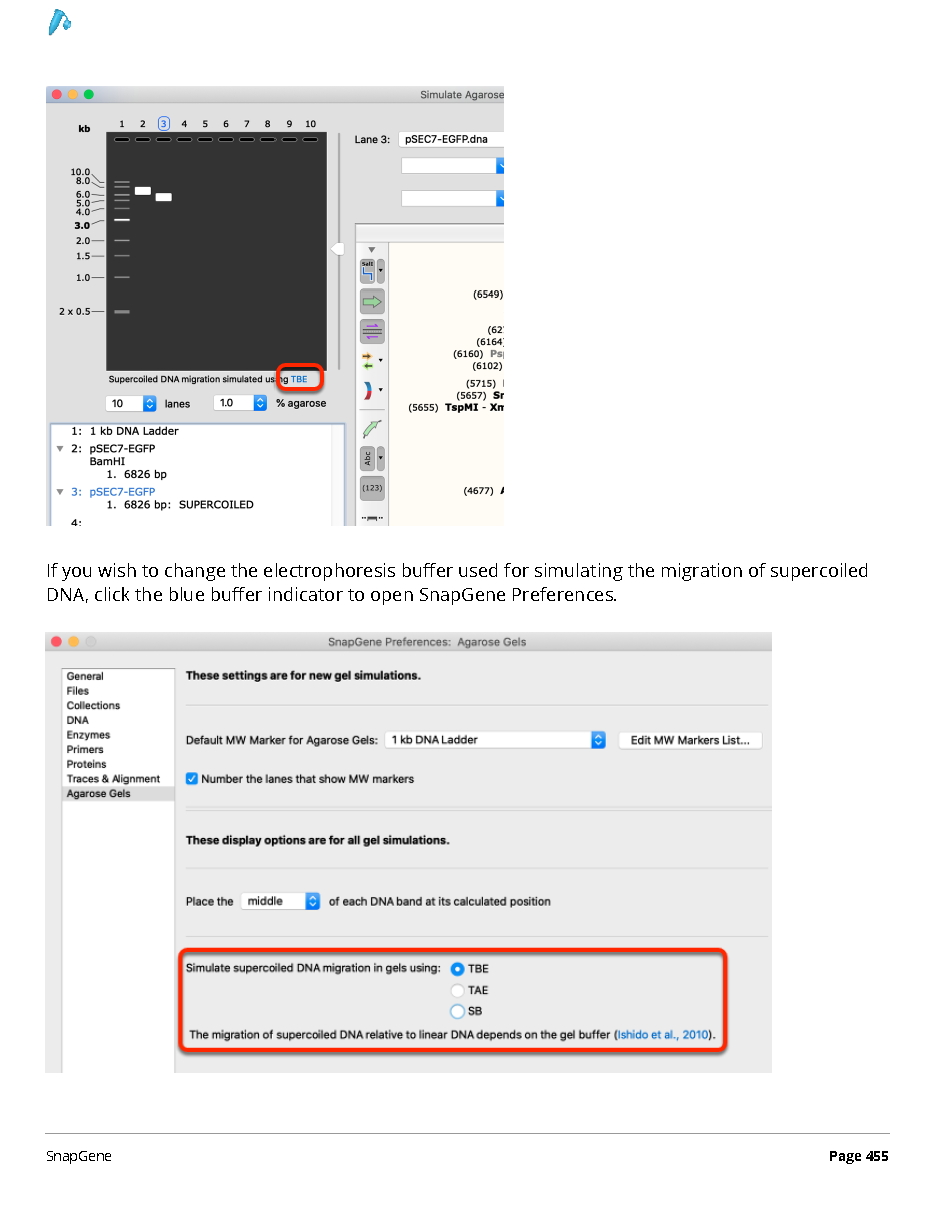 Simulate Agarose
kb 1 2 3 4 5 6 7 8 9 10
Lane 3: pSEC7-EGFP.dna
10.0
8.0
6.0
5.0
4.0
3.0
2.0
1.5
1.0
2 x 0.5
SalI
(6549)
(62
(6164)
(6160) Ps
(6102)
(5715)
(5657) Sr
(5655) TspMI - Xm
Abc
(123)
(4677)
Supercoiled DNA migration simulated using TBE
10 lanes 1.0 % agarose
1: 1 kb DNA Ladder
2: pSEC7-EGFP
BamHI
1. 6826 bp
3: pSEC7-EGFP
1. 6826 bp: SUPERCOILED
4:
If you wish to change the electrophoresis buffer used for simulating the migration of supercoiled
DNA, click the blue buffer indicator to open SnapGene Preferences.
SnapGene Preferences: Agarose Gels
General
Files
Collections
DNA
Enzymes
Primers
Proteins
Traces & Alignment
Agarose Gels
These settings are for new gel simulations.
Default MW Marker for Agarose Gels: 1 kb DNA Ladder Edit MW Markers List...
Number the lanes that show MW markers
These display options are for all gel simulations.
Place the middle of each DNA band at its calculated position
Simulate supercoiled DNA migration in gels using: TBE
TAE
SB
The migration of supercoiled DNA relative to linear DNA depends on the gel buffer (Ishido et al., 2010).
SnapGene Page 455